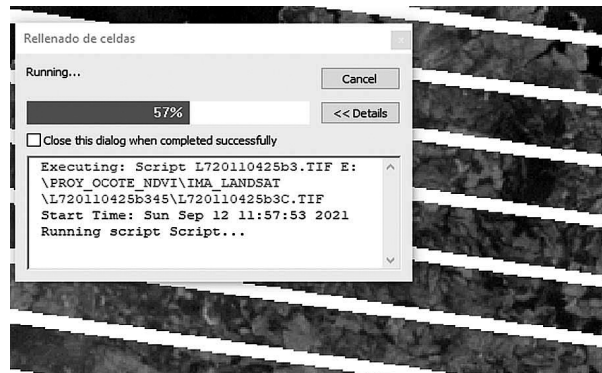 Rellenado de celdas
Running...
Cancel
57%
<< Details
Close this dialog when completed successfully
Executing: Script L720110425b3.TIF E:
\PROY_OCOTE_NDVI\IMA_LANDSAT
\L720110425b345\L720110425b3C.TIF
Start Time: Sun Sep 12 11:57:53 2021
Running script Script...